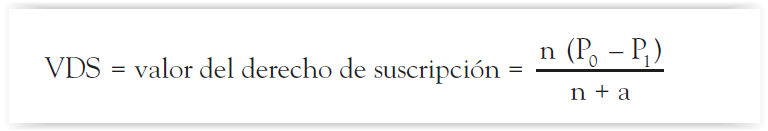 VDS = valor del derecho de suscripción = n (P₀ – P₁) / n + a